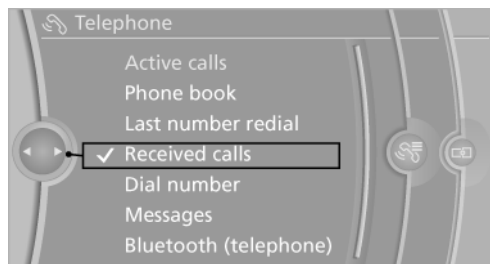 Telephone
Active calls
Phone book
Last number redial
Received calls
Dial number
Messages
Bluetooth (telephone)